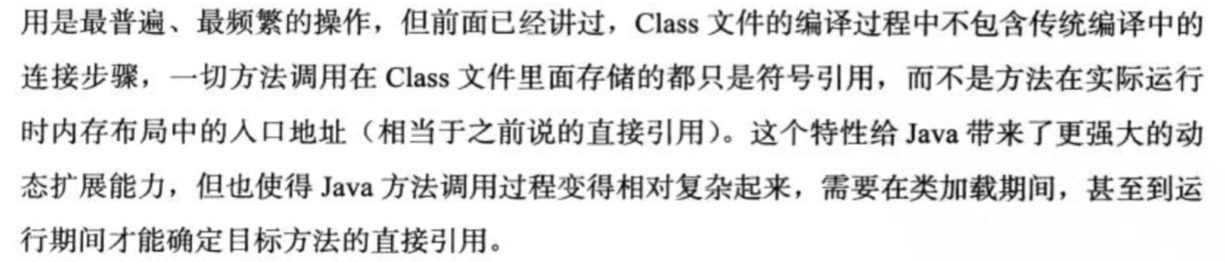 用是最普遍、最频繁的操作，但前面已经讲过，Class 文件的编译过程中不包含传统编译中的
连接步骤，一切方法调用在 Class 文件里面存储的都只是符号引用，而不是方法在实际运行
时内存布局中的入口地址（相当于之前说的直接引用）。这个特性给 Java 带来了更强大的动
态扩展能力，但也使得 Java 方法调用过程变得相对复杂起来，需要在类加载期间，甚至到运
行期间才能确定目标方法的直接引用。